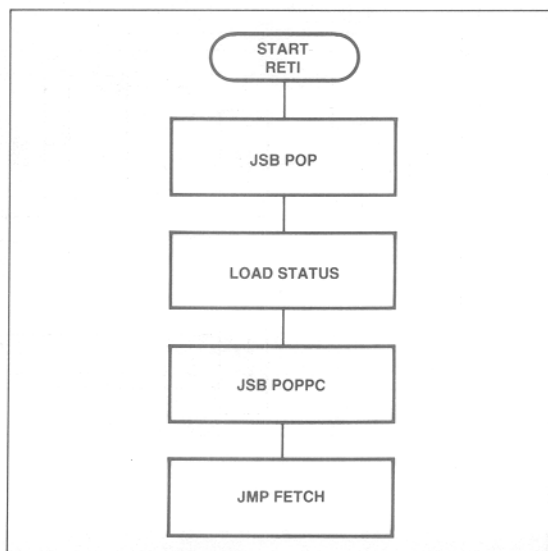 START
RETI
JSB POP
LOAD STATUS
JSB POPPC
JMP FETCH